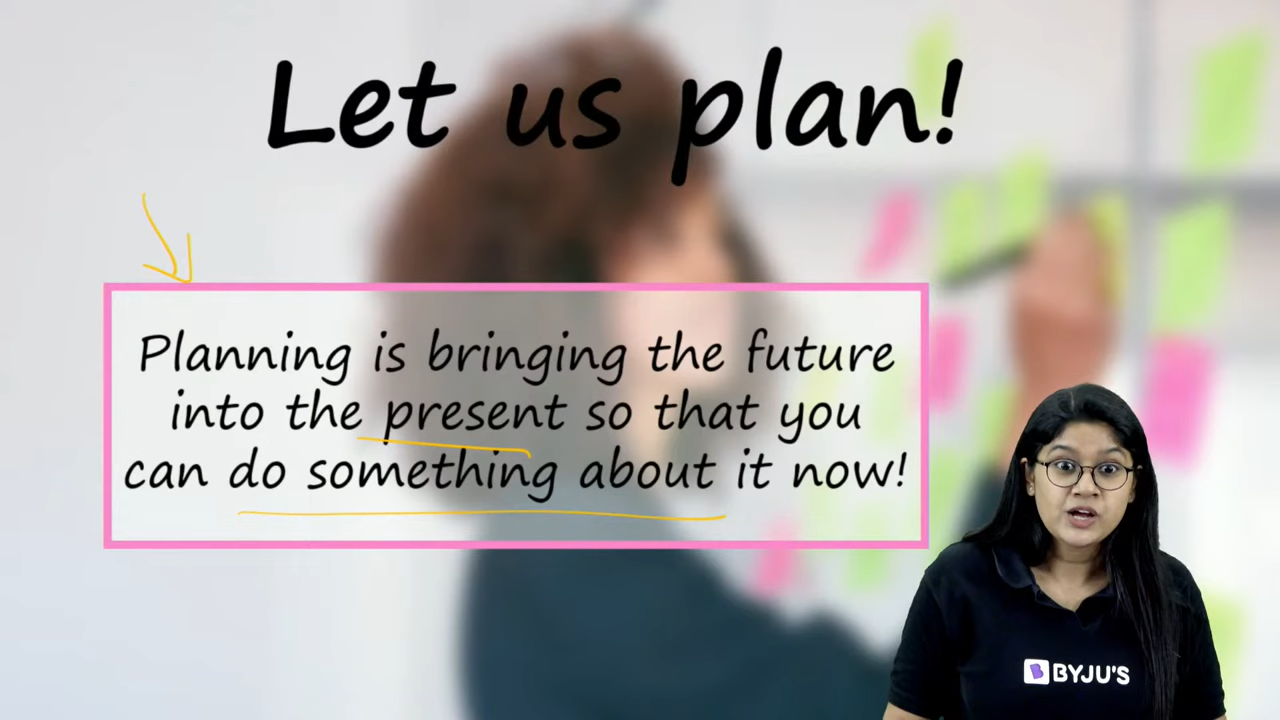 Let us plan!
Planning is bringing the future
into the present so that you
can do something about it now!
BYJU'S